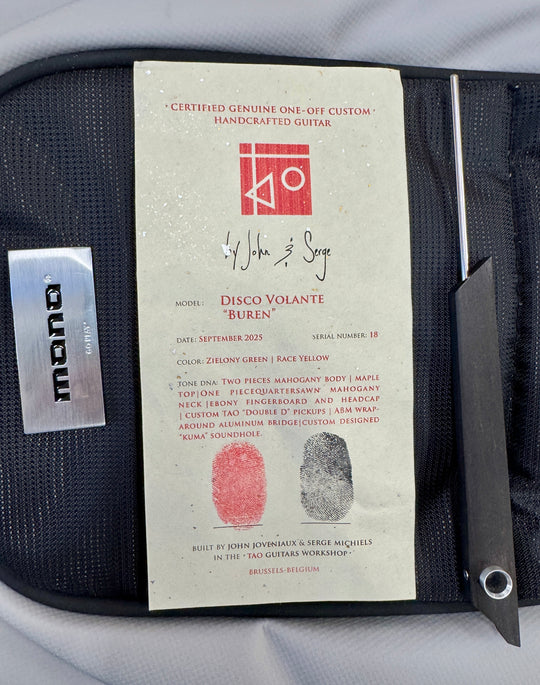 · CERTIFIED GENUINE ONE-OFF CUSTOM ·
HANDCRAFTED GUITAR
by John & Serge
MODEL: DISCO VOLANTE
"BUREN"
DATE: SEPTEMBER 2025 SERIAL NUMBER: 18
COLOR: ZIELONY GREEN | RACE YELLOW
TONE DNA: TWO PIECES MAHOGANY BODY | MAPLE
TOP|ONE PIECEQUARTERSAWN MAHOGANY
NECK |EBONY FINGERBOARD AND HEADCAP
| CUSTOM TAO "DOUBLE D" PICKUPS | ABM WRAP-
AROUND ALUMINUM BRIDGE|CUSTOM DESIGNED
"KUMA" SOUNDHOLE.
BUILT BY JOHN JOVENIAUX & SERGE MICHIELS
IN THE · TAO GUITARS WORKSHOP ·
BRUSSELS-BELGIUM
mono
GO PLAY